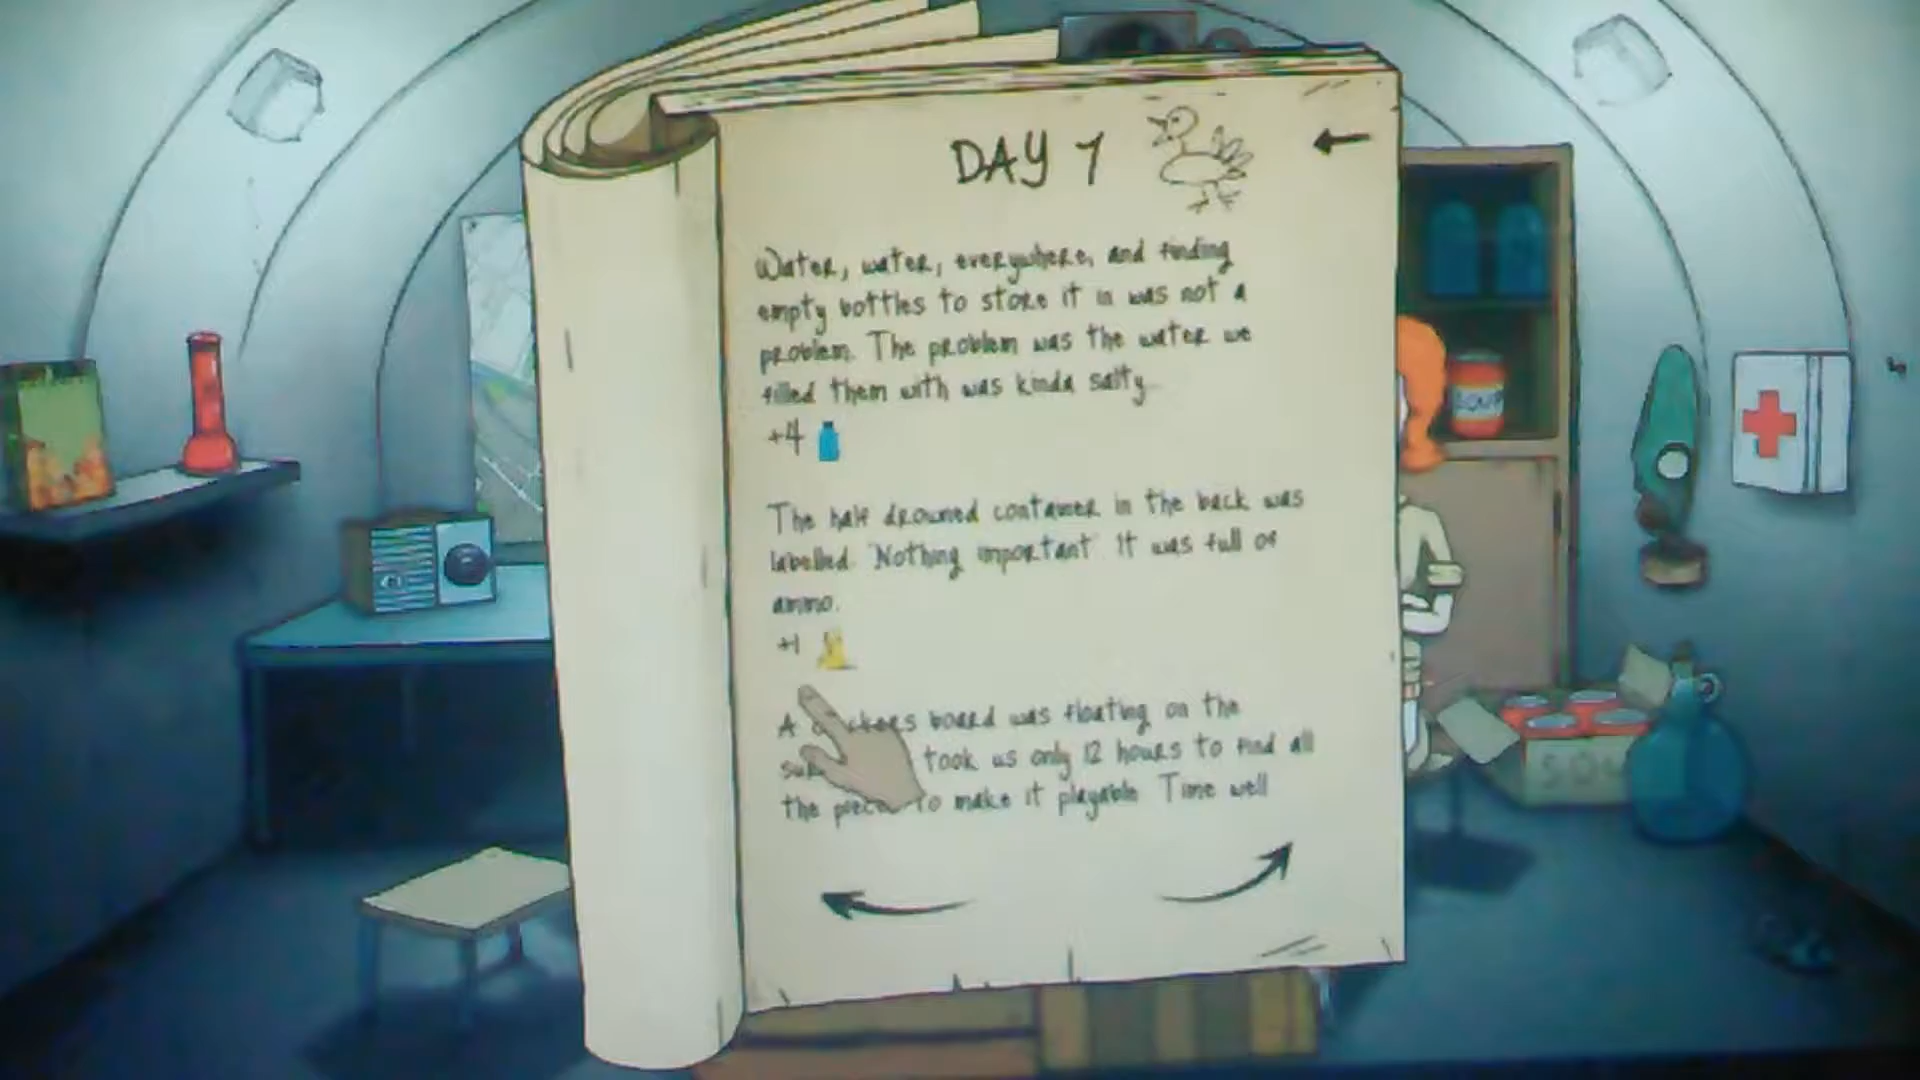 DAY 7
Water, water, everywhere, and finding
empty bottles to store it in was not a
problem. The problem was the water we
filled them with was kinda salty...
+4
The half drowned container in the back was
labelled 'Nothing important' It was full of
ammo.
+1
A board was floating on the
took us only 12 hours to find all
the to make it playable Time well
SOUP